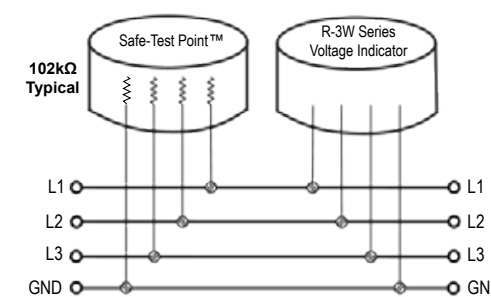 Safe-Test Point™
R-3W Series
Voltage Indicator
102kΩ
Typical
L1
L1
L2
L2
L3
L3
GND
GN